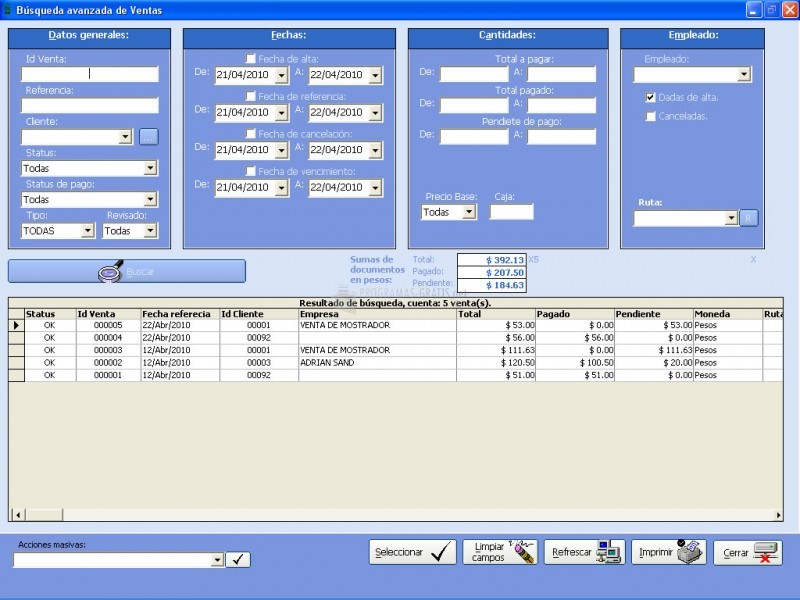 Búsqueda avanzada de Ventas
Datos generales:
Id Venta:
Referencia:
Cliente:
...
Status:
Todas
Status de pago:
Todas
Tipo: Revisado:
TODAS Todas
Fechas:
Fecha de alta:
De: 21/04/2010 A: 22/04/2010
Fecha de referencia:
De: 21/04/2010 A: 22/04/2010
Fecha de cancelación:
De: 21/04/2010 A: 22/04/2010
Fecha de vencimiento:
De: 21/04/2010 A: 22/04/2010
Cantidades:
Total a pagar:
De: A:
Total pagado:
De: A:
Pendiete de pago:
De: A:
Precio Base: Caja:
Todas
Empleado:
Empleado:
Dadas de alta.
Canceladas.
Ruta:
R
Buscar
Sumas de documentos en pesos:
Total: $ 392.13 X5 X
Pagado: $ 207.50
Pendiente: $ 184.63
PROGRAMAS-GRATIS.net
Resultado de búsqueda, cuenta: 5 venta(s).
Status Id Venta Fecha referecia Id Cliente Empresa Total Pagado Pendiente Moneda Ruta
OK 000005 22/Abr/2010 00001 VENTA DE MOSTRADOR $ 53.00 $ 0.00 $ 53.00 Pesos
OK 000004 22/Abr/2010 00092 $ 56.00 $ 56.00 $ 0.00 Pesos
OK 000003 12/Abr/2010 00001 VENTA DE MOSTRADOR $ 111.63 $ 0.00 $ 111.63 Pesos
OK 000002 12/Abr/2010 00003 ADRIAN SAND $ 120.50 $ 100.50 $ 20.00 Pesos
OK 000001 12/Abr/2010 00092 $ 51.00 $ 51.00 $ 0.00 Pesos
Acciones masivas:
Seleccionar
Limpiar campos
Refrescar
Imprimir
Cerrar